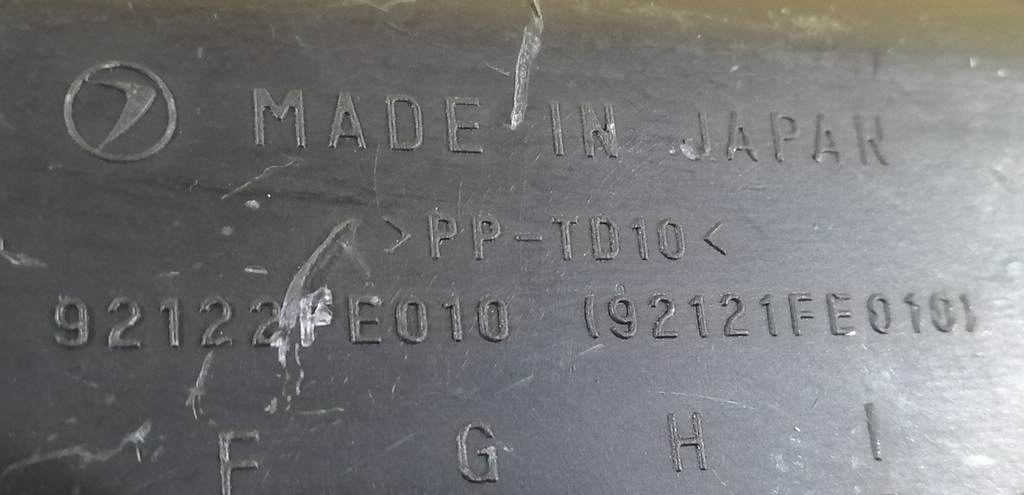 MADE IN JAPAN
>PP-TD10<
92122FE010 (92121FE010)
F G H I